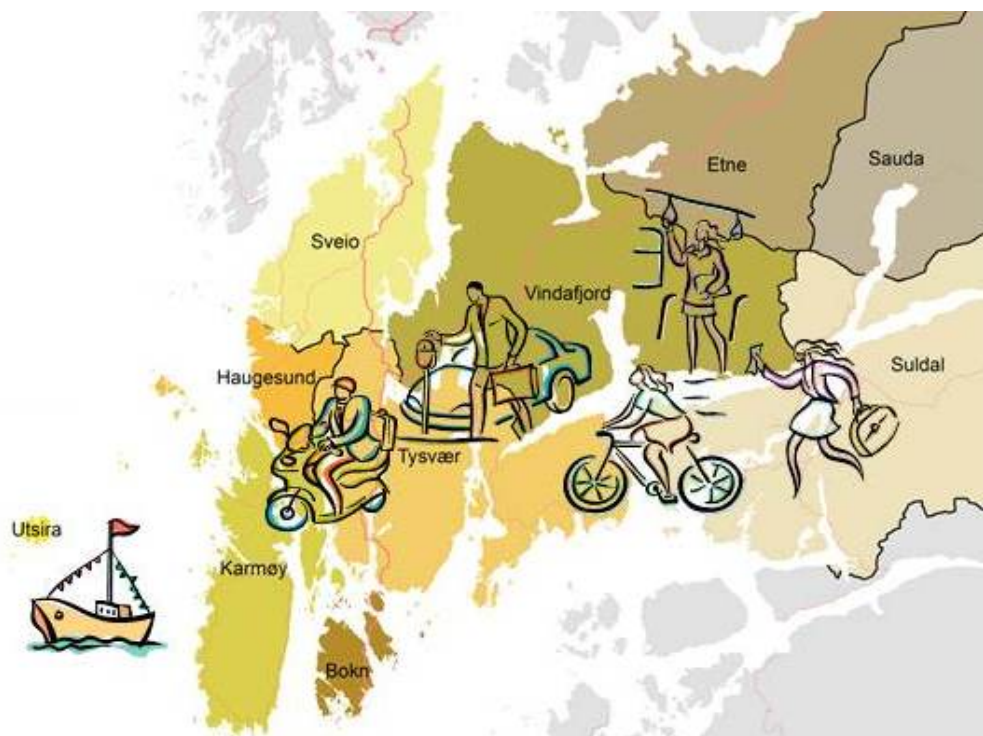 Etne
Sauda
Sveio
Vindafjord
Haugesund
Suldal
Tysvær
Utsira
Karmøy
Bokn